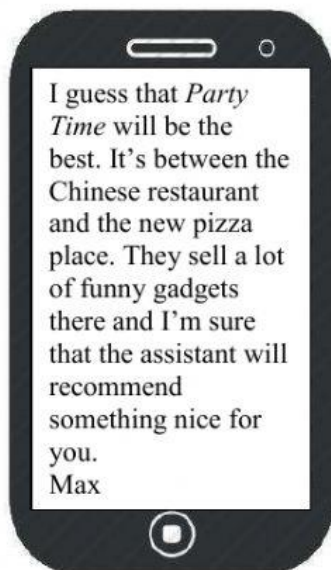 I guess that Party
Time will be the
best. It's between the
Chinese restaurant
and the new pizza
place. They sell a lot
of funny gadgets
there and I'm sure
that the assistant will
recommend
something nice for
you.
Max